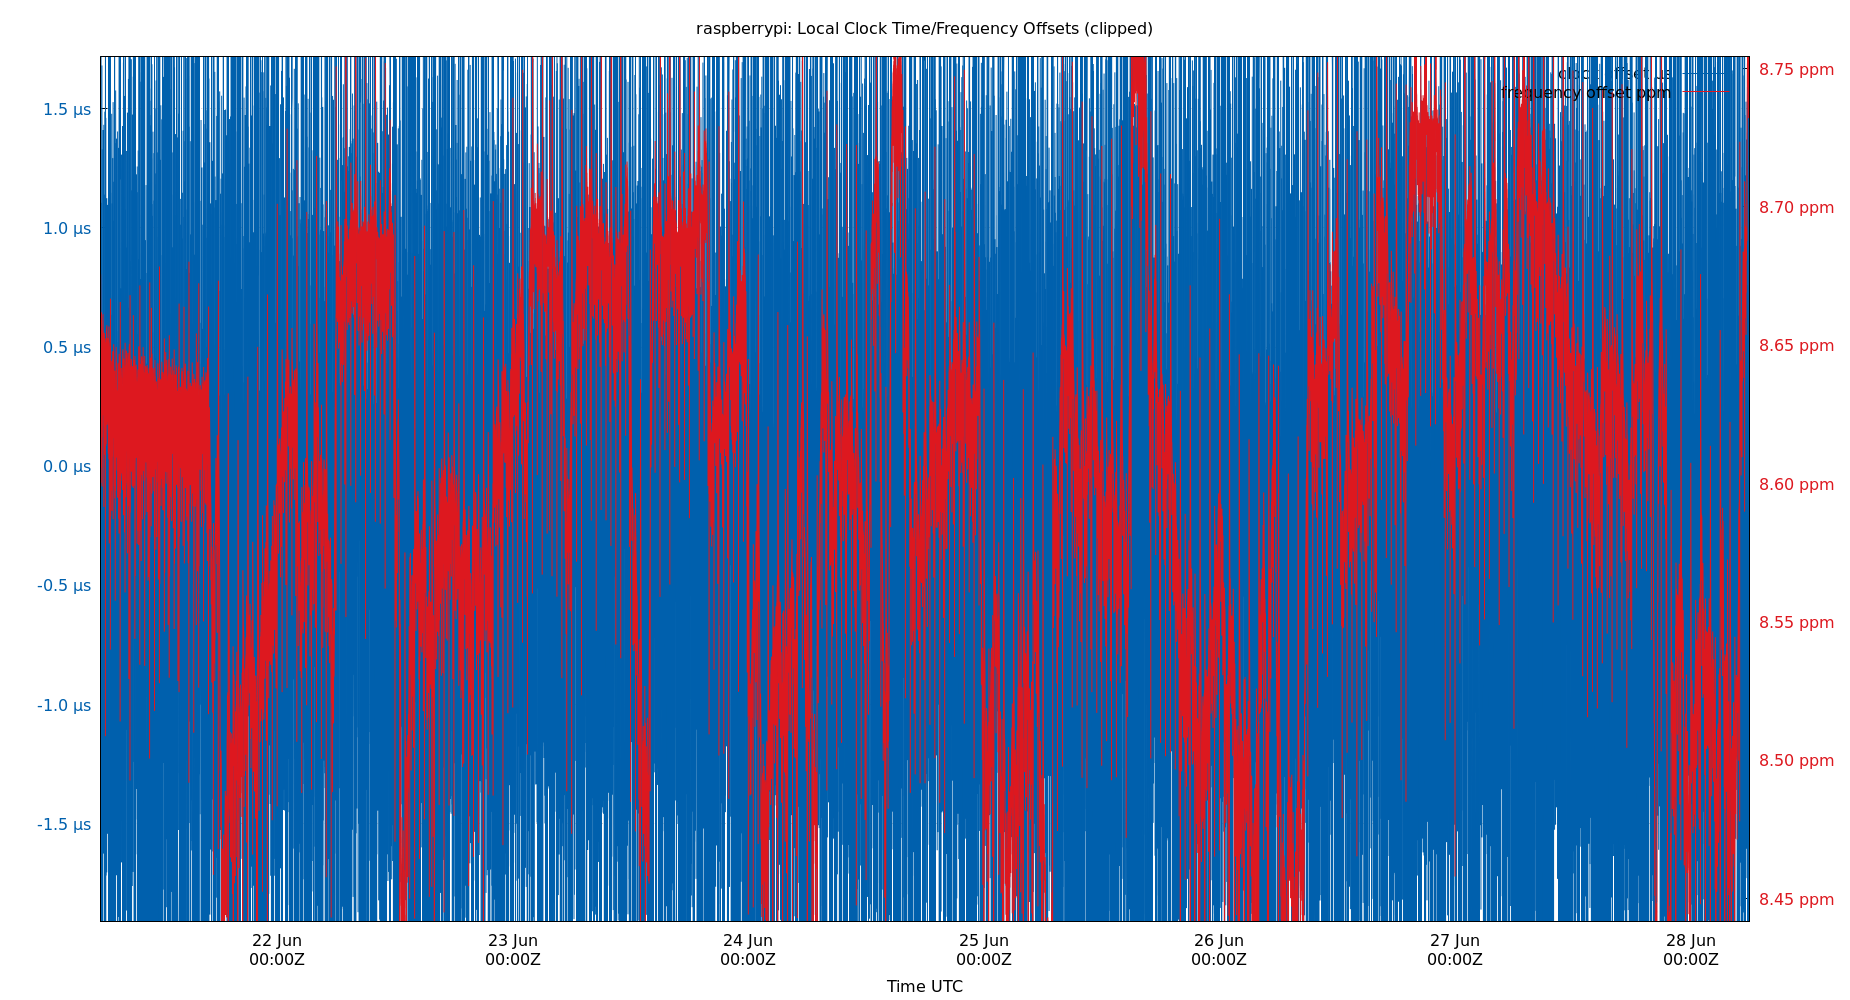 raspberrypi: Local Clock Time/Frequency Offsets (clipped)
clock offset µs
frequency offset ppm
1.5 µs
1.0 µs
0.5 µs
0.0 µs
-0.5 µs
-1.0 µs
-1.5 µs
8.75 ppm
8.70 ppm
8.65 ppm
8.60 ppm
8.55 ppm
8.50 ppm
8.45 ppm
22 Jun
00:00Z
23 Jun
00:00Z
24 Jun
00:00Z
25 Jun
00:00Z
26 Jun
00:00Z
27 Jun
00:00Z
28 Jun
00:00Z
Time UTC